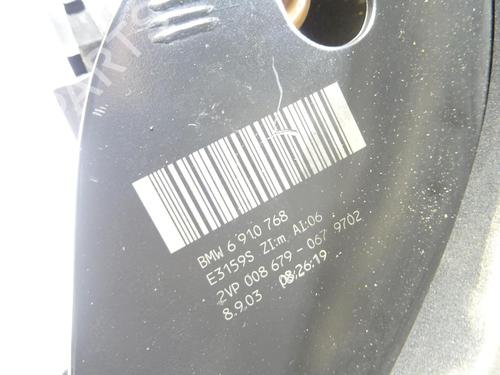 BMW 6 910 768
E3159S ZI:m AI:06
2VP 008 679 - 067 9702
8.9.03 08:26:19